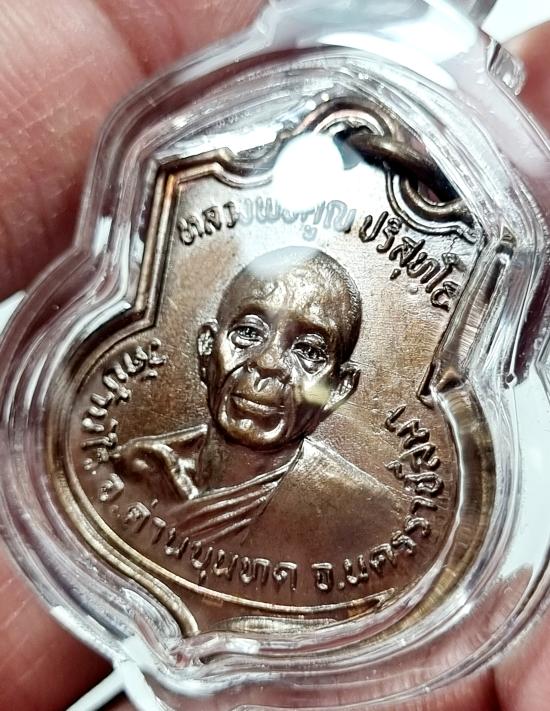 หลวงพ่อคูณ ปริสุทฺโธ
วัดบ้านไร่ อ.ด่านขุนทด จ.นครราชสีมา